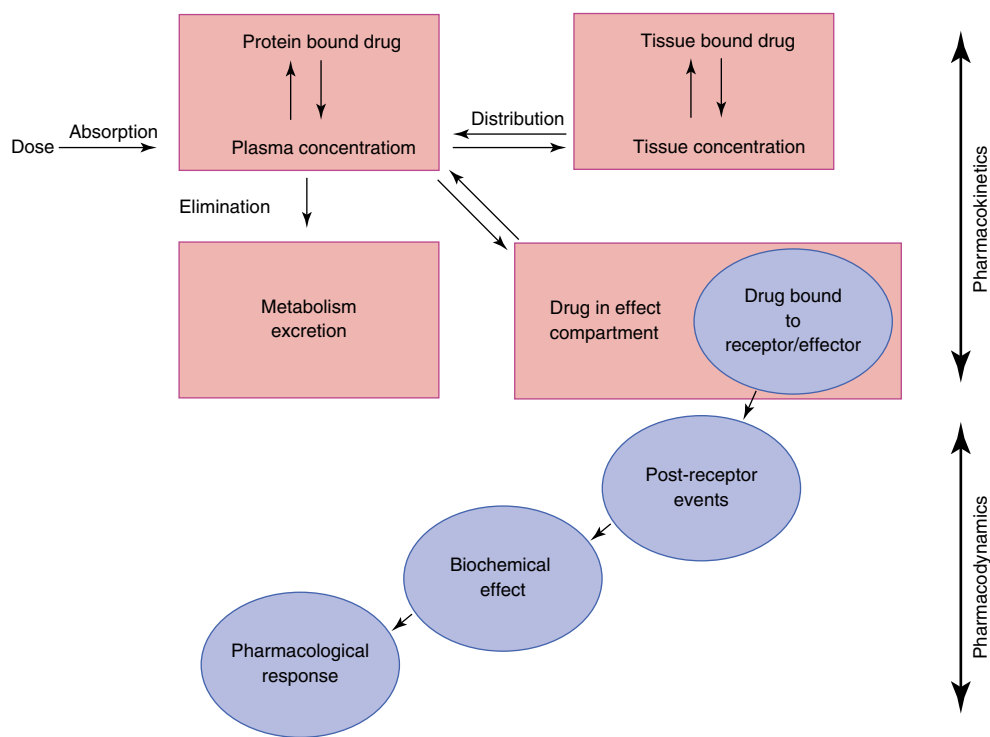 Protein bound drug
Tissue bound drug
Absorption
Distribution
Dose
Plasma concentratiom
Tissue concentration
Elimination
Metabolism
excretion
Drug in effect
compartment
Drug bound
to
receptor/effector
Pharmacokinetics
Post-receptor
events
Biochemical
effect
Pharmacological
response
Pharmacodynamics